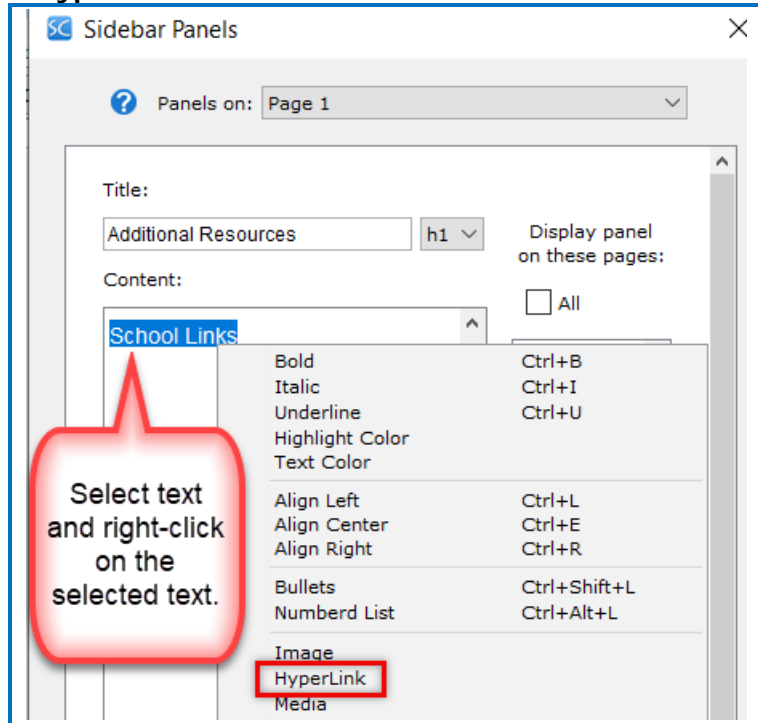 SC Sidebar Panels
? Panels on: Page 1
Title:
Additional Resources h1
Display panel
on these pages:
Content:
All
School Links
Bold Ctrl+B
Italic Ctrl+I
Underline Ctrl+U
Highlight Color
Text Color
Align Left Ctrl+L
Align Center Ctrl+E
Align Right Ctrl+R
Bullets Ctrl+Shift+L
Numberd List Ctrl+Alt+L
Image
HyperLink
Media
Select text
and right-click
on the
selected text.